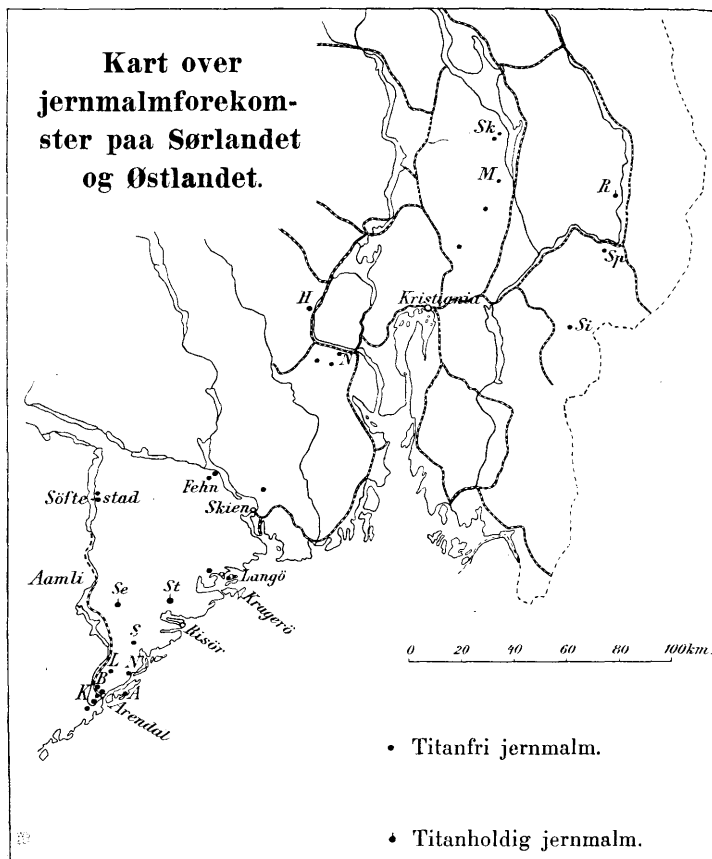 Kart over
jernmalmforekom-
ster paa Sørlandet
og Østlandet.
Sk
M
R
Sp
H
Kristiania
Si
N
Fehn
Söfte stad
Skien
Aamli
Langö
Se
St
Kragerö
S
Risör
L
N
B
K
A
Arendal
0 20 40 60 80 100km.
Titanfri jernmalm.
Titanholdig jernmalm.